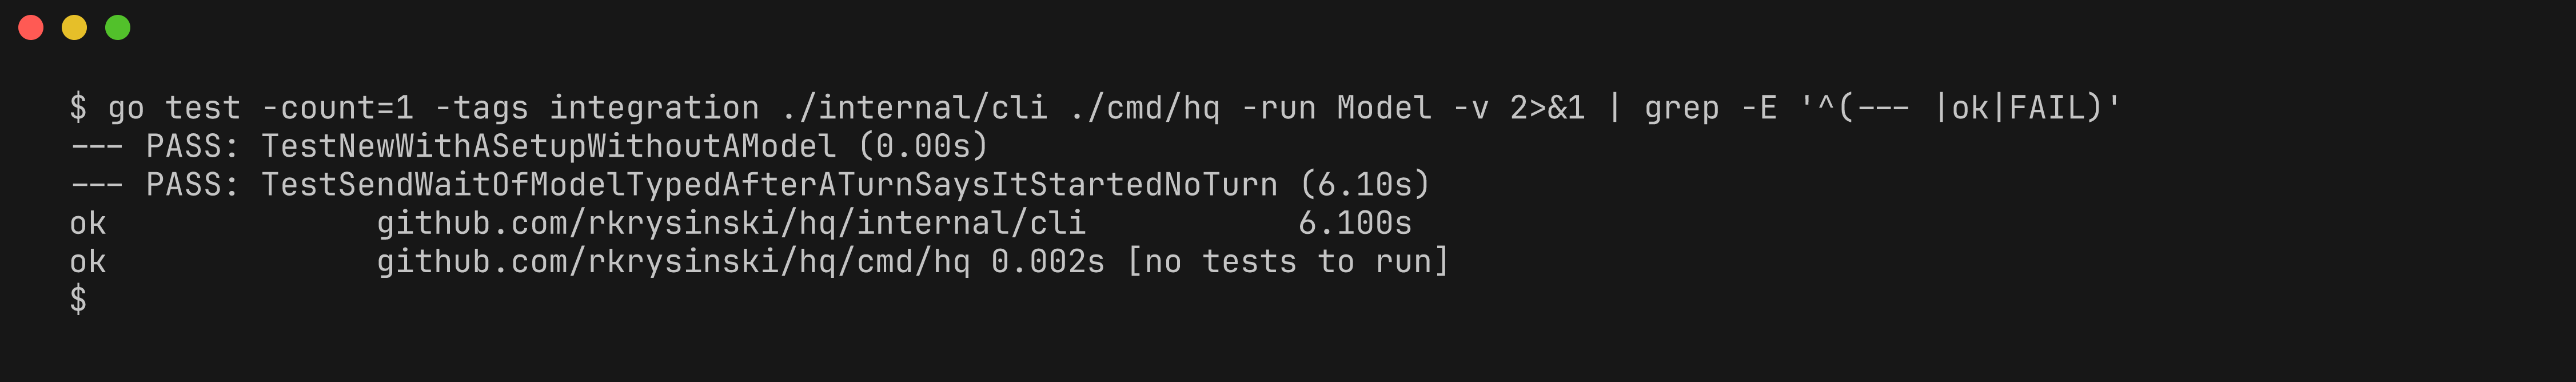 $ go test -count=1 -tags integration ./internal/cli ./cmd/hq -run Model -v 2>&1 | grep -E '^(--- |ok|FAIL)'
--- PASS: TestNewWithASetupWithoutAModel (0.00s)
--- PASS: TestSendWaitOfModelTypedAfterATurnSaysItStartedNoTurn (6.10s)
ok	github.com/rkrysinski/hq/internal/cli	6.100s
ok	github.com/rkrysinski/hq/cmd/hq	0.002s [no tests to run]
$